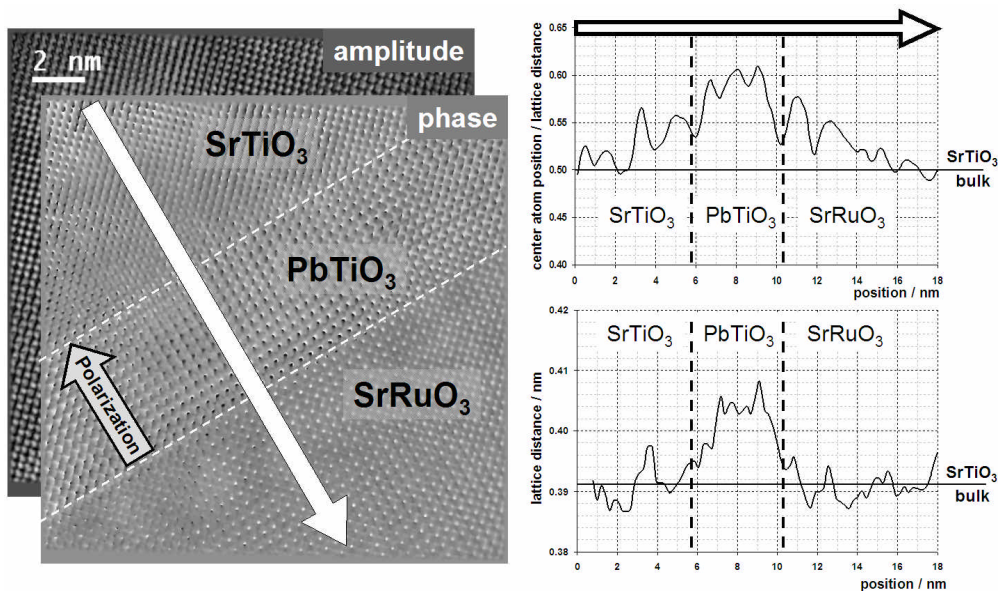 amplitude
2 nm
phase
SrTiO₃
PbTiO₃
SrRuO₃
Polarization
0.65
0.60
0.55
0.50
0.45
0.40
center atom position / lattice distance
SrTiO₃
bulk
SrTiO₃ PbTiO₃ SrRuO₃
0 2 4 6 8 10 12 14 16 18
position / nm
0.42
0.41
0.40
0.39
0.38
lattice distance / nm
SrTiO₃ PbTiO₃ SrRuO₃
SrTiO₃
bulk
0 2 4 6 8 10 12 14 16 18
position / nm